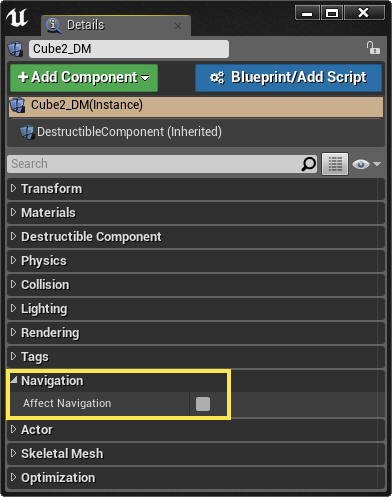 Details
Cube2_DM
+ Add Component
Blueprint/Add Script
Cube2_DM(Instance)
DestructibleComponent (Inherited)
Search
Transform
Materials
Destructible Component
Physics
Collision
Lighting
Rendering
Tags
Navigation
Affect Navigation
Actor
Skeletal Mesh
Optimization